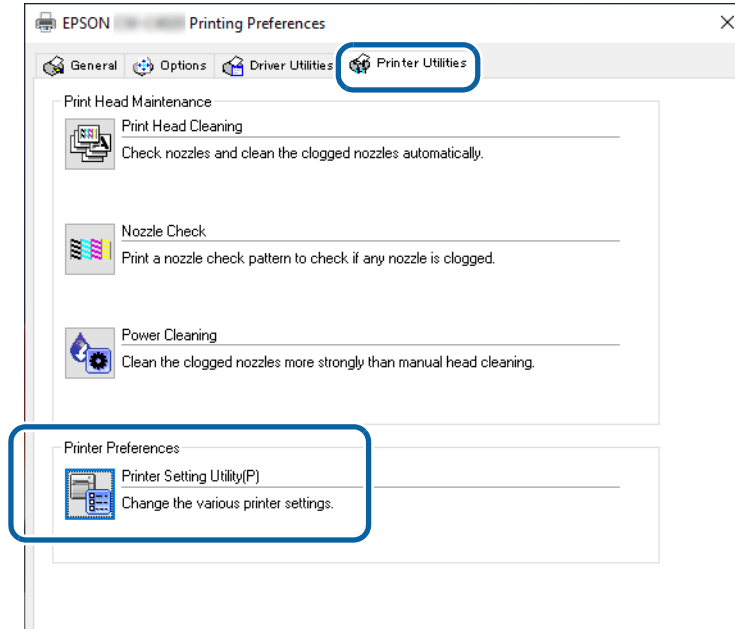 EPSON Printing Preferences
General Options Driver Utilities Printer Utilities
Print Head Maintenance
Print Head Cleaning
Check nozzles and clean the clogged nozzles automatically.
Nozzle Check
Print a nozzle check pattern to check if any nozzle is clogged.
Power Cleaning
Clean the clogged nozzles more strongly than manual head cleaning.
Printer Preferences
Printer Setting Utility(P)
Change the various printer settings.